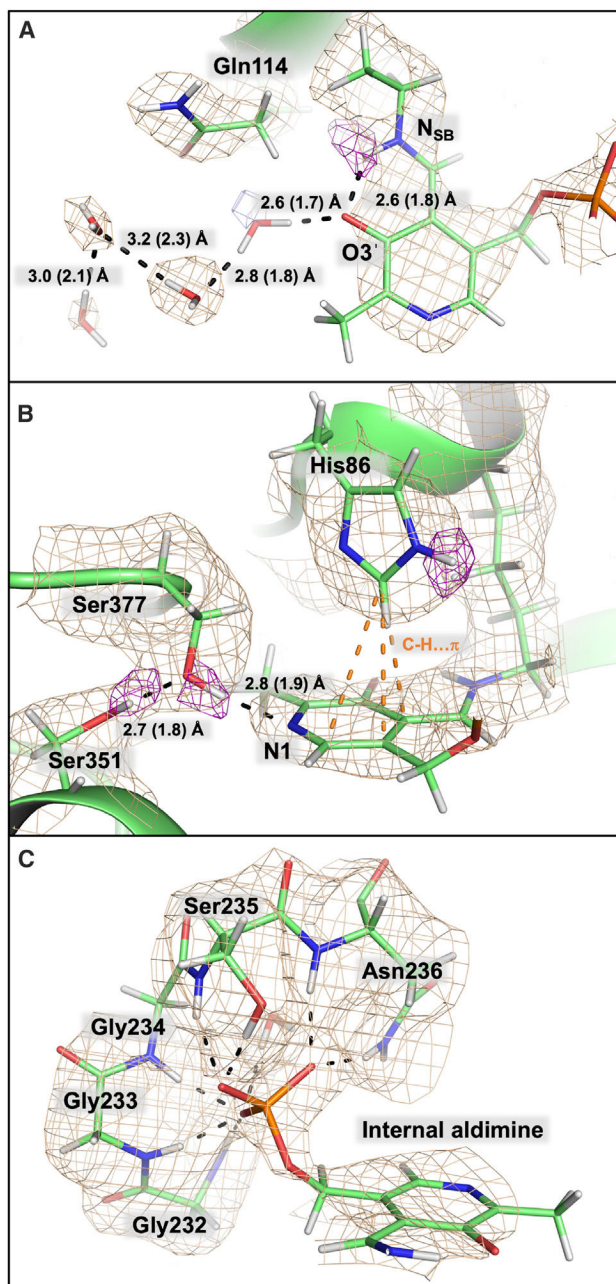 A
Gln114
N_SB
2.6 (1.7) Å
2.6 (1.8) Å
3.2 (2.3) Å
O3'
3.0 (2.1) Å
2.8 (1.8) Å
B
His86
Ser377
C-H...π
2.8 (1.9) Å
2.7 (1.8) Å
N1
Ser351
C
Ser235
Asn236
Gly234
Gly233
Internal aldimine
Gly232